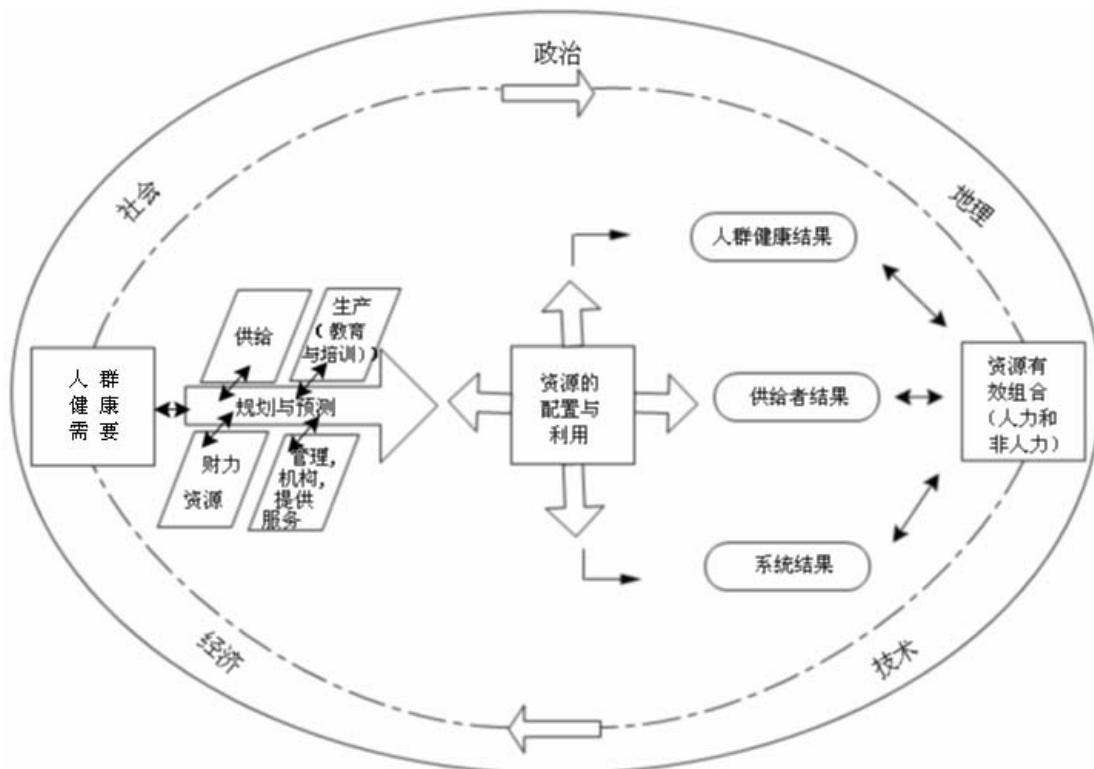 政治
社会
地理
人群健康结果
供给
生产
(教育
与培训))
人 群
健 康
需 要
规划与预测
资源的
配置与
利用
供给者结果
资源有
效组合
(人力和
非人力)
财力
资源
管理,
机构,
提供
服务
系统结果
经济
技术